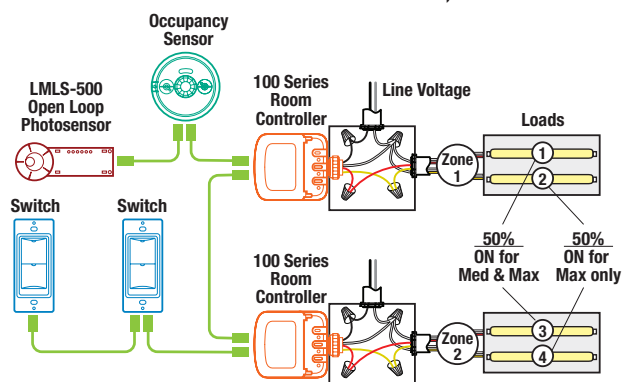 Occupancy
Sensor
LMLS-500
Open Loop
Photosensor
100 Series
Room
Controller
Line Voltage
Loads
Zone
1
1
2
Switch
Switch
50%
ON for
Med & Max
50%
ON for
Max only
100 Series
Room
Controller
Zone
2
3
4